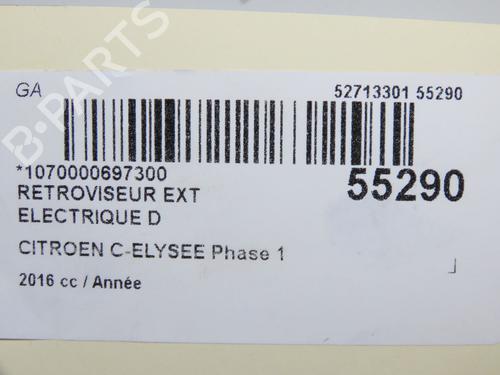 GA
52713301 55290
*1070000697300
55290
RETROVISEUR EXT
ELECTRIQUE D
CITROEN C-ELYSEE Phase 1
2016 cc / Année
B-PARTS